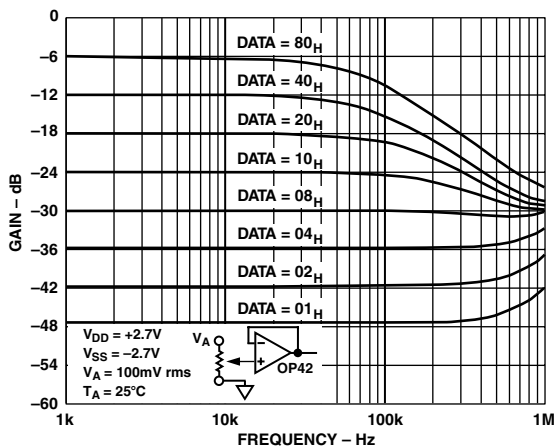 0
–6
–12
–18
–24
–30
–36
–42
–48
–54
–60
GAIN – dB
DATA = 80H
DATA = 40H
DATA = 20H
DATA = 10H
DATA = 08H
DATA = 04H
DATA = 02H
DATA = 01H
VDD = +2.7V
VSS = –2.7V
VA = 100mV rms
TA = 25°C
VA
–
+
OP42
1k
10k
100k
1M
FREQUENCY – Hz